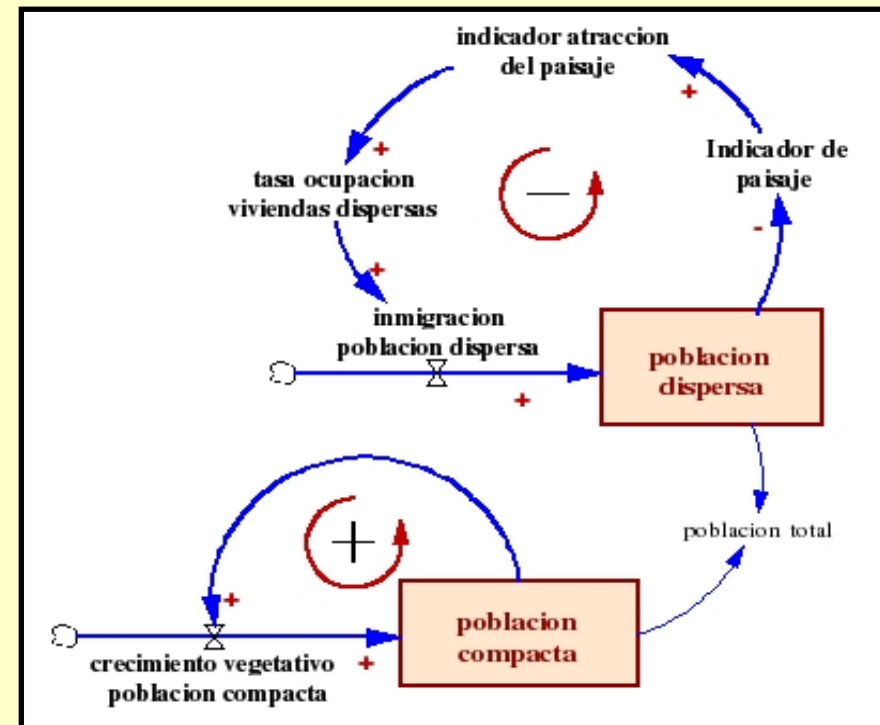 indicador atraccion
del paisaje
+
+
Indicador de
paisaje
tasa ocupacion
viviendas dispersas
-
+
inmigracion
poblacion dispersa
poblacion
dispersa
+
poblacion total
+
poblacion
compacta
crecimiento vegetativo
poblacion compacta
+